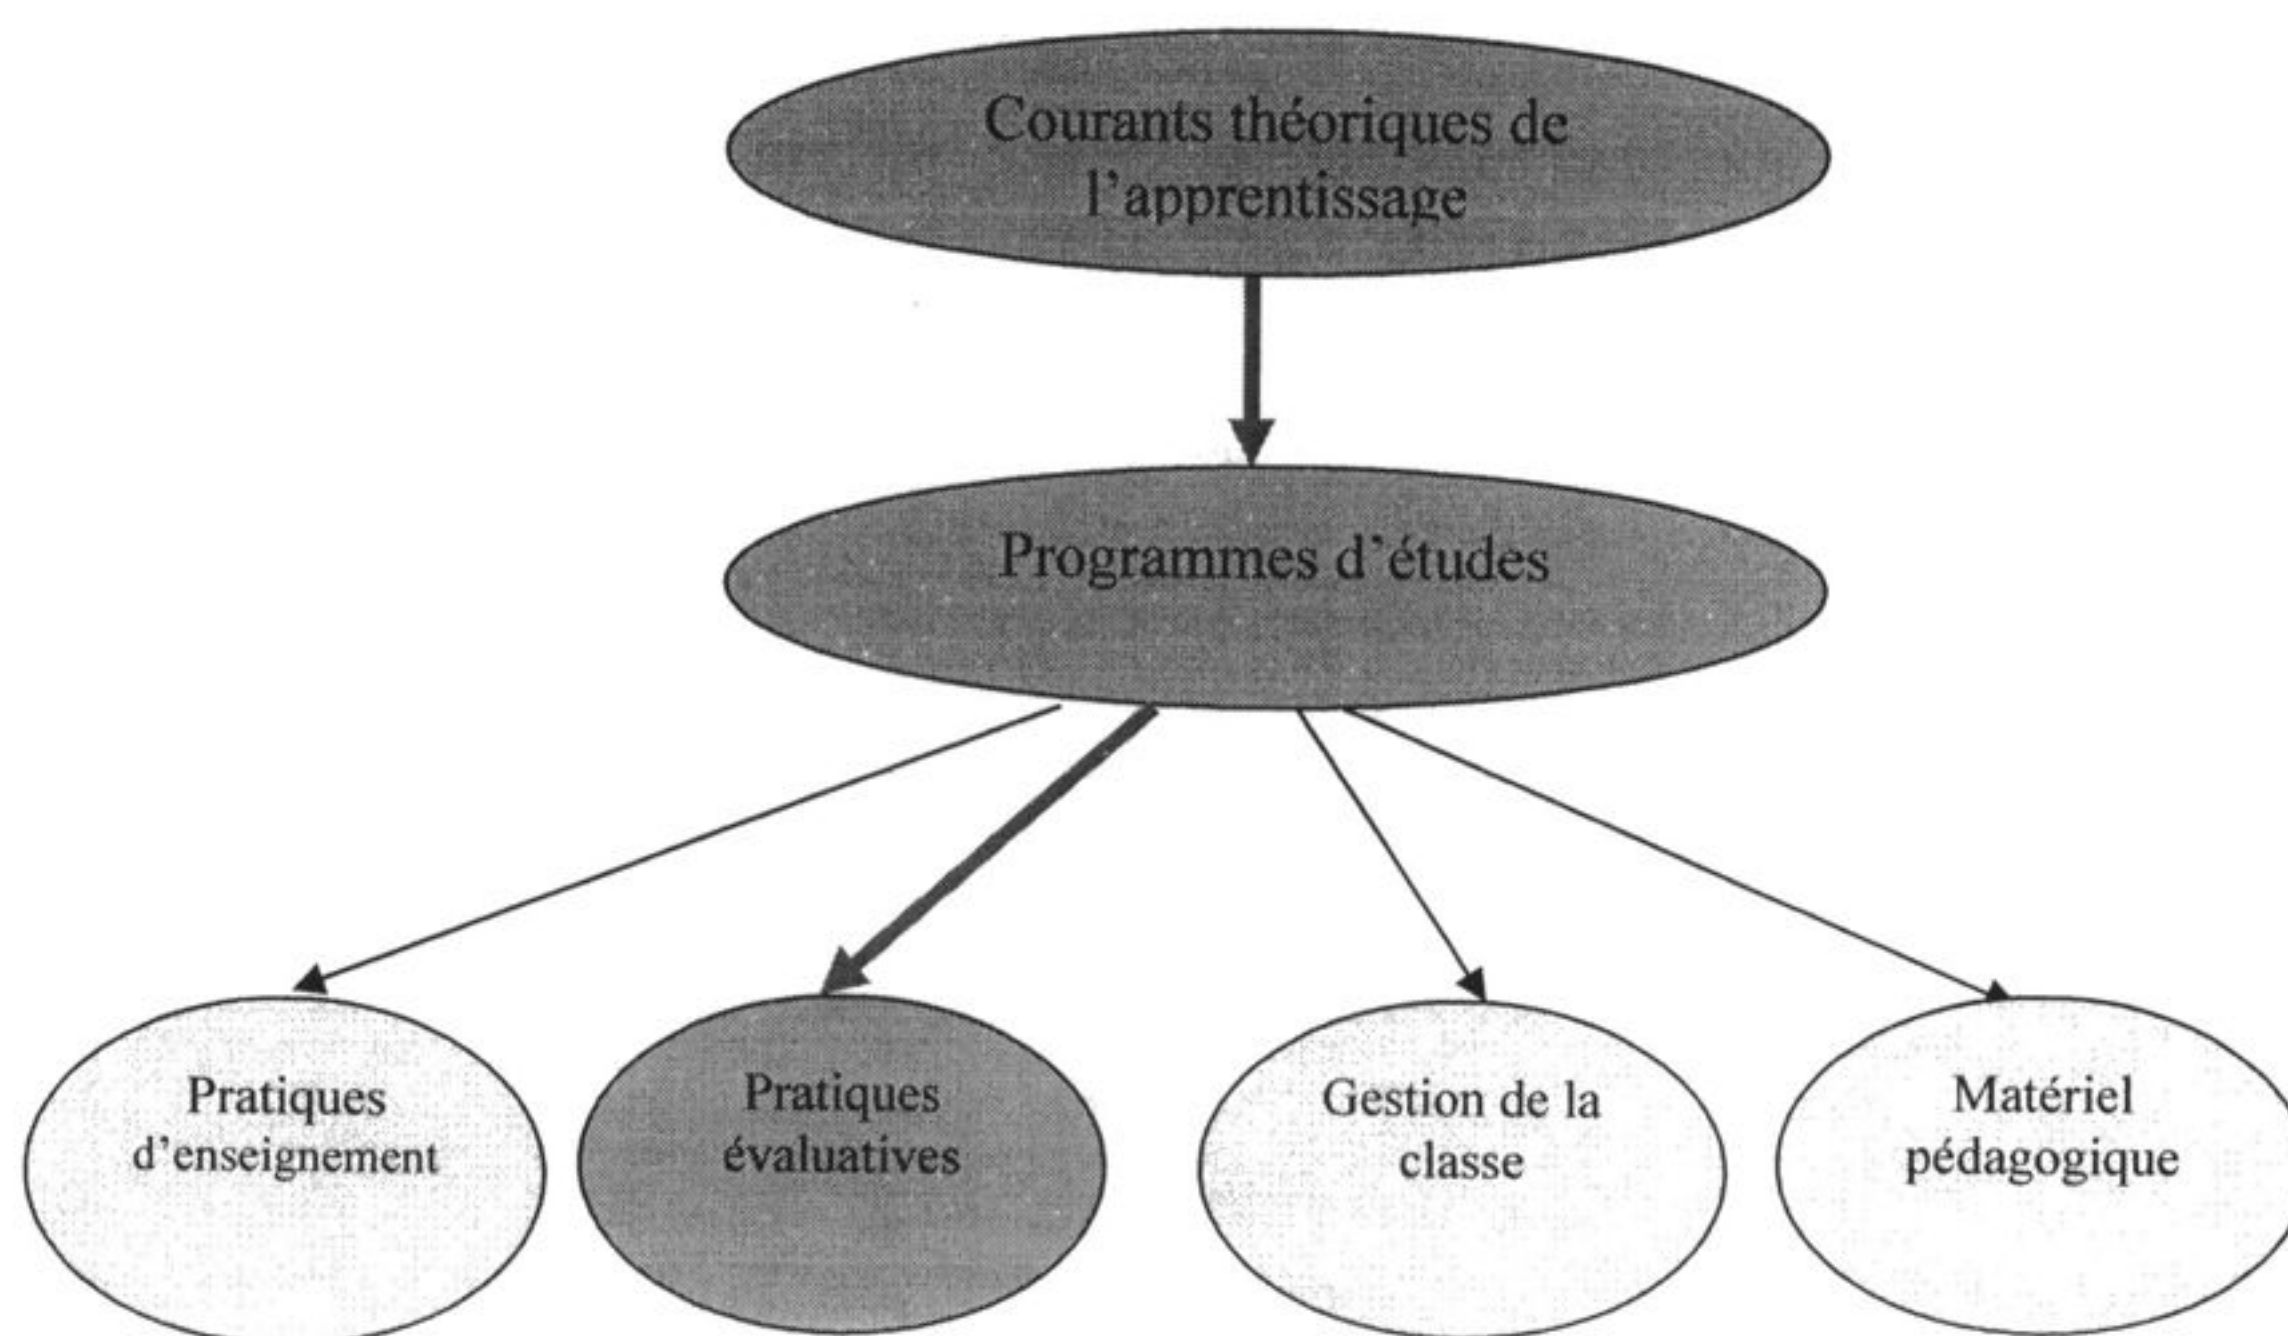 Courants théoriques de
l'apprentissage
Programmes d'études
Pratiques
d'enseignement
Pratiques
évaluatives
Gestion de la
classe
Matériel
pédagogique